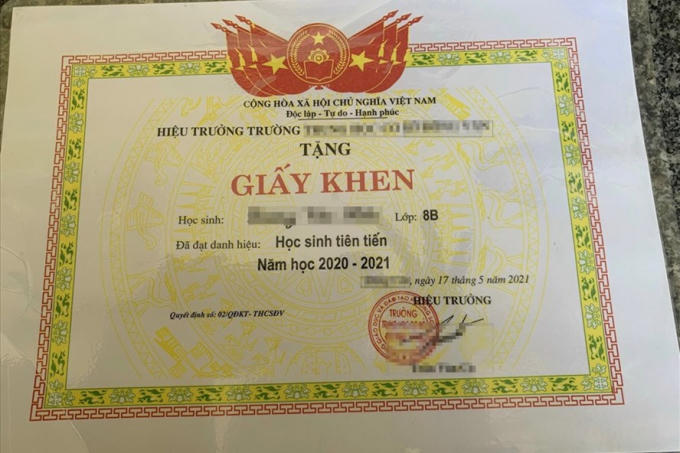 CỘNG HÒA XÃ HỘI CHỦ NGHĨA VIỆT NAM
Độc lập - Tự do - Hạnh phúc
HIỆU TRƯỞNG TRƯỜNG
TẶNG
GIẤY KHEN
Học sinh: Lớp: 8B
Đã đạt danh hiệu: Học sinh tiên tiến
Năm học 2020 - 2021
, ngày 17 tháng 5 năm 2021
HIỆU TRƯỞNG
Quyết định số: 02/QĐKT- THCSĐV
TRƯỜNG